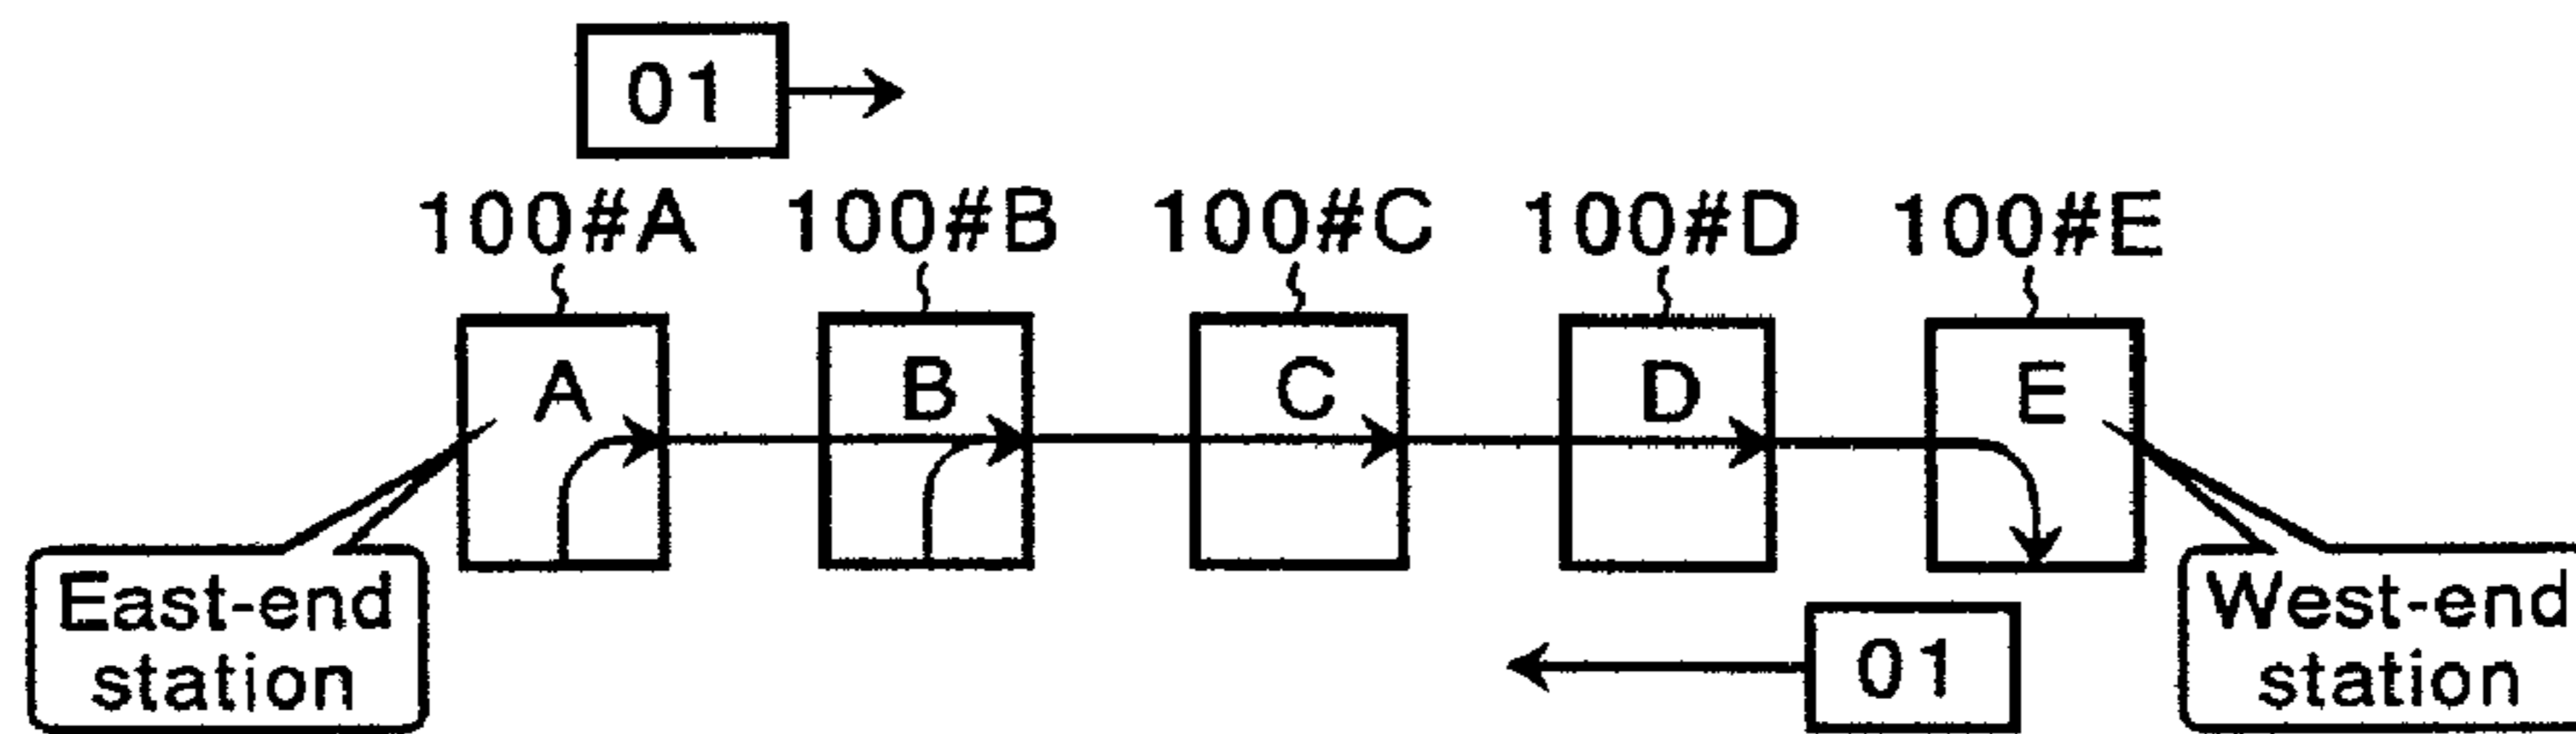 01
100#A 100#B 100#C 100#D 100#E
A B C D E
East-end
station
01
West-end
station